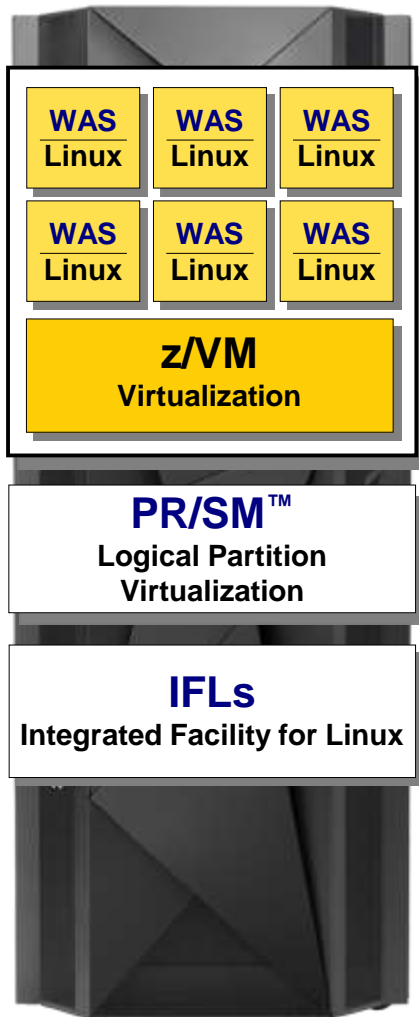 WAS WAS WAS
Linux Linux Linux
WAS WAS WAS
Linux Linux Linux
z/VM
Virtualization
PR/SM™
Logical Partition
Virtualization
IFLs
Integrated Facility for Linux